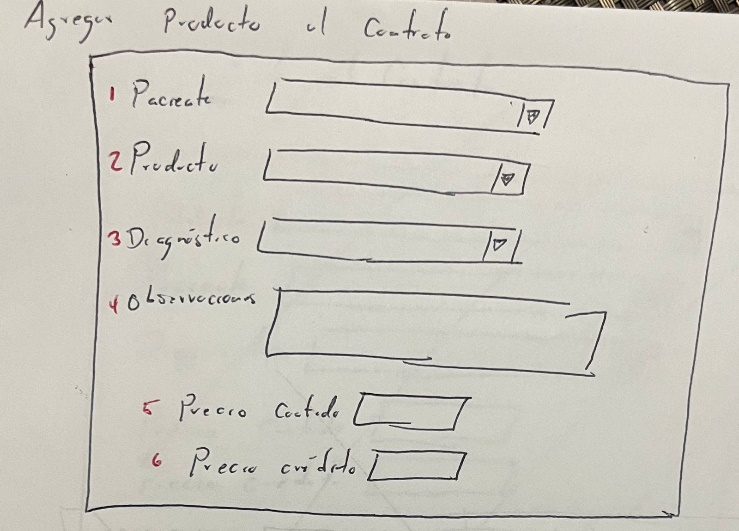 Agregar Producto al Contrato
1 Paciente
2 Producto
3 Diagnóstico
4 Observaciones
5 Precio Contado
6 Precio crédito